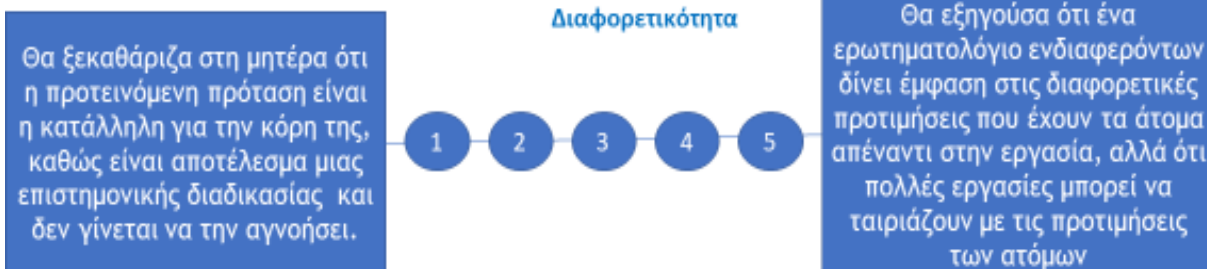 Διαφορετικότητα
Θα ξεκαθάριζα στη μητέρα ότι
η προτεινόμενη πρόταση είναι
η κατάλληλη για την κόρη της,
καθώς είναι αποτέλεσμα μιας
επιστημονικής διαδικασίας και
δεν γίνεται να την αγνοήσει.
1 2 3 4 5
Θα εξηγούσα ότι ένα
ερωτηματολόγιο ενδιαφερόντων
δίνει έμφαση στις διαφορετικές
προτιμήσεις που έχουν τα άτομα
απέναντι στην εργασία, αλλά ότι
πολλές εργασίες μπορεί να
ταιριάζουν με τις προτιμήσεις
των ατόμων